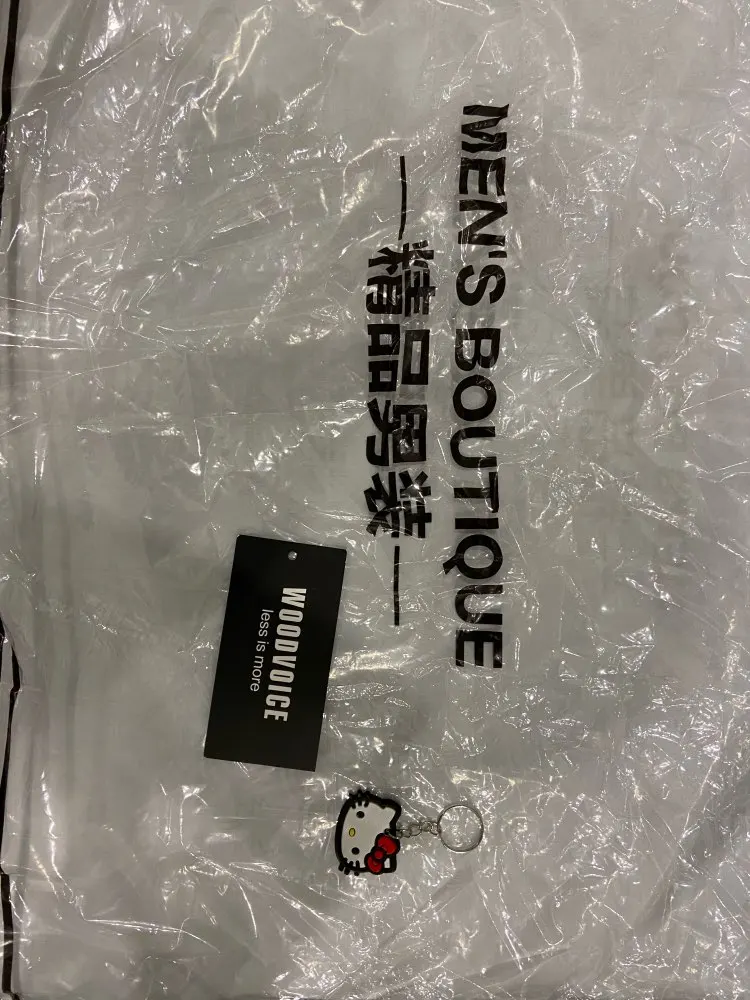 MEN'S BOUTIQUE
精品男装
WOODVOICE
less is more